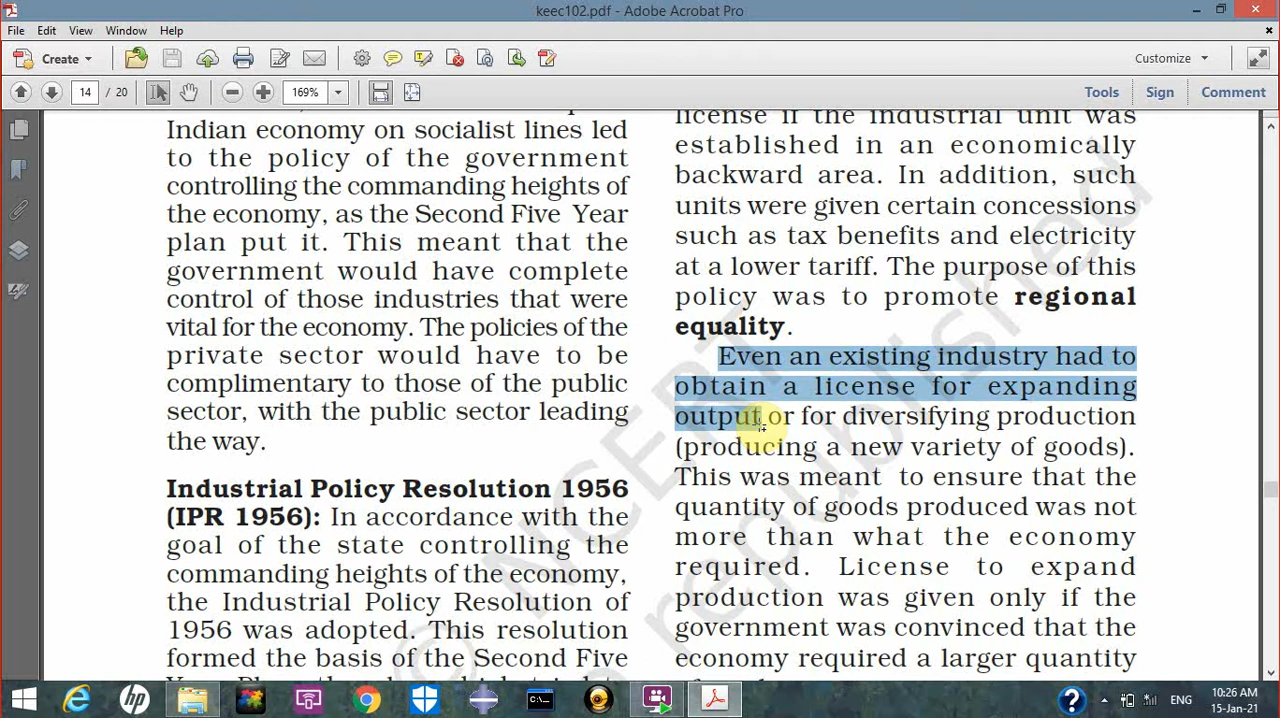 keec102.pdf - Adobe Acrobat Pro
File Edit View Window Help
Create
Customize
14 / 20
169%
Tools Sign Comment
Indian economy on socialist lines led
to the policy of the government
controlling the commanding heights of
the economy, as the Second Five Year
plan put it. This meant that the
government would have complete
control of those industries that were
vital for the economy. The policies of the
private sector would have to be
complimentary to those of the public
sector, with the public sector leading
the way.
Industrial Policy Resolution 1956
(IPR 1956): In accordance with the
goal of the state controlling the
commanding heights of the economy,
the Industrial Policy Resolution of
1956 was adopted. This resolution
formed the basis of the Second Five
license if the industrial unit was
established in an economically
backward area. In addition, such
units were given certain concessions
such as tax benefits and electricity
at a lower tariff. The purpose of this
policy was to promote regional
equality.
Even an existing industry had to
obtain a license for expanding
output or for diversifying production
(producing a new variety of goods).
This was meant to ensure that the
quantity of goods produced was not
more than what the economy
required. License to expand
production was given only if the
government was convinced that the
economy required a larger quantity
© NCERT
republished
hp
C:\_
ENG
10:26 AM
15-Jan-21